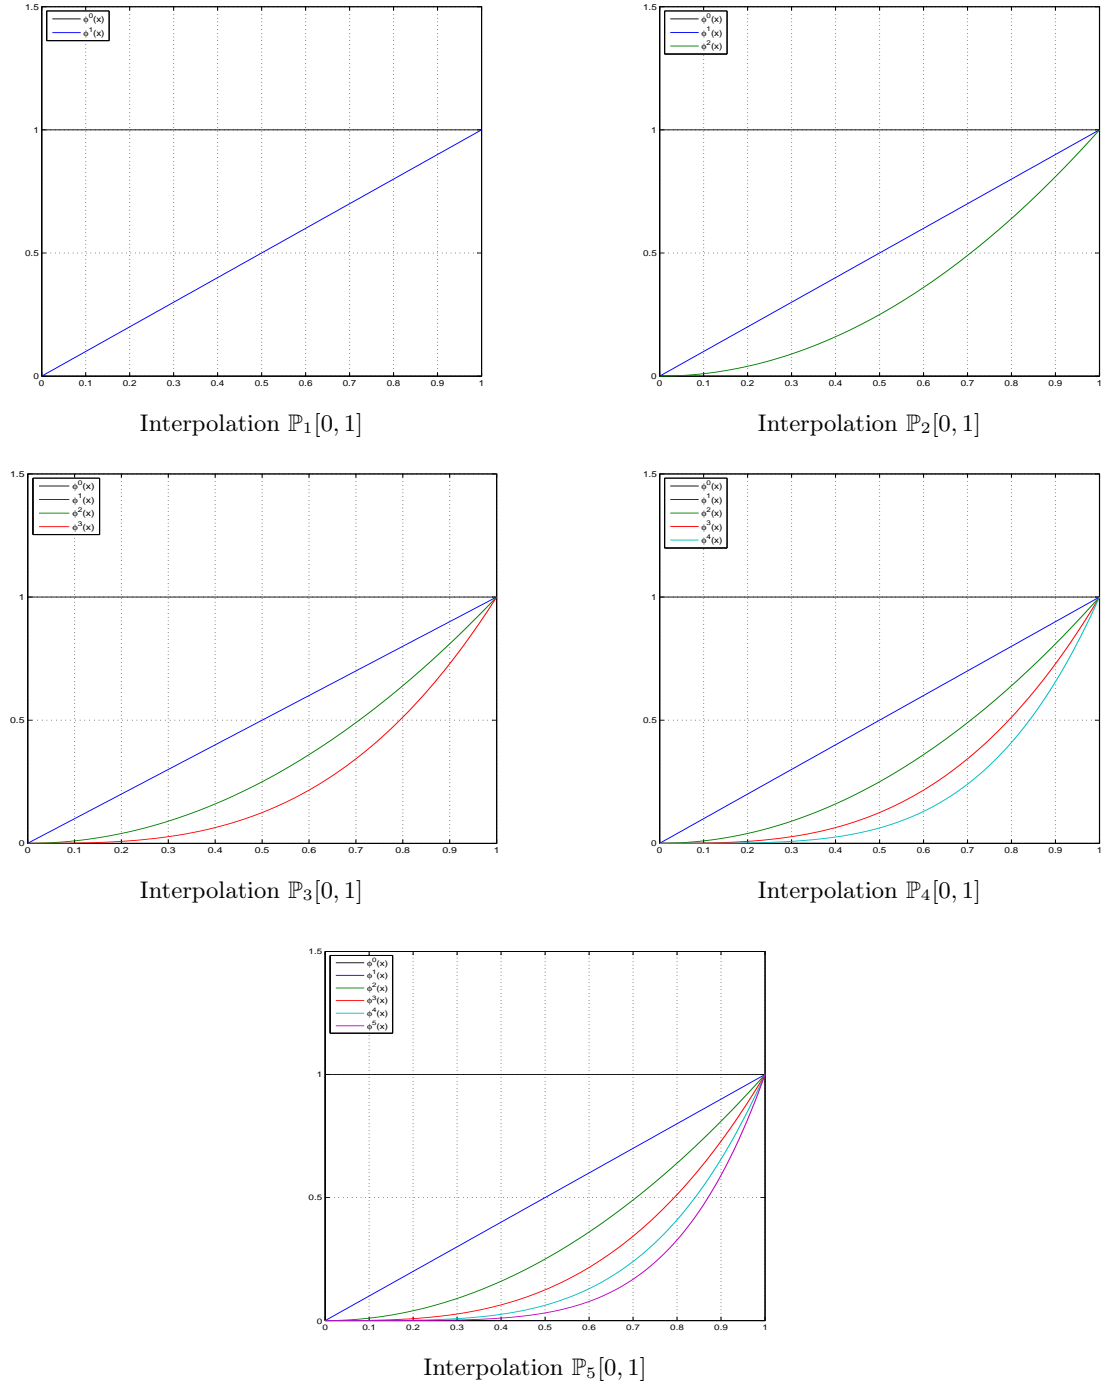 1.5
ϕ⁰(x)
ϕ¹(x)
1
0.5
0
0 0.1 0.2 0.3 0.4 0.5 0.6 0.7 0.8 0.9 1
Interpolation ℙ₁[0, 1]
1.5
ϕ⁰(x)
ϕ¹(x)
ϕ²(x)
1
0.5
0
0 0.1 0.2 0.3 0.4 0.5 0.6 0.7 0.8 0.9 1
Interpolation ℙ₂[0, 1]
1.5
ϕ⁰(x)
ϕ¹(x)
ϕ²(x)
ϕ³(x)
1
0.5
0
0 0.1 0.2 0.3 0.4 0.5 0.6 0.7 0.8 0.9 1
Interpolation ℙ₃[0, 1]
1.5
ϕ⁰(x)
ϕ¹(x)
ϕ²(x)
ϕ³(x)
ϕ⁴(x)
1
0.5
0
0 0.1 0.2 0.3 0.4 0.5 0.6 0.7 0.8 0.9 1
Interpolation ℙ₄[0, 1]
1.5
ϕ⁰(x)
ϕ¹(x)
ϕ²(x)
ϕ³(x)
ϕ⁴(x)
ϕ⁵(x)
1
0.5
0
0 0.1 0.2 0.3 0.4 0.5 0.6 0.7 0.8 0.9 1
Interpolation ℙ₅[0, 1]